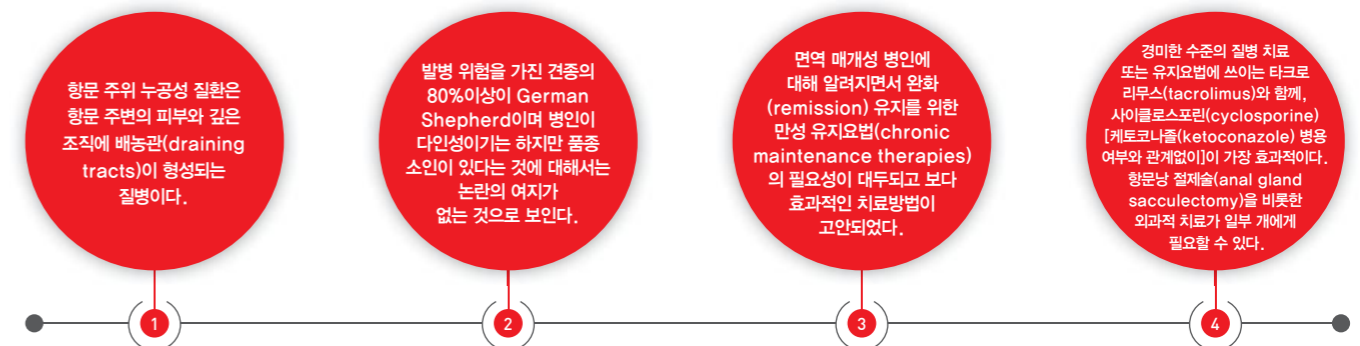 항문 주위 누공성 질환은
항문 주변의 피부와 깊은
조직에 배농관(draining
tracts)이 형성되는
질병이다.
발병 위험을 가진 견종의
80%이상이 German
Shepherd이며 병인이
다인성이기는 하지만 품종
소인이 있다는 것에 대해서는
논란의 여지가
없는 것으로 보인다.
면역 매개성 병인에
대해 알려지면서 완화
(remission) 유지를 위한
만성 유지요법(chronic
maintenance therapies)
의 필요성이 대두되고 보다
효과적인 치료방법이
고안되었다.
경미한 수준의 질병 치료
또는 유지요법에 쓰이는 타크로
리무스(tacrolimus)와 함께,
사이클로스포린(cyclosporine)
[케토코나졸(ketoconazole) 병용
여부와 관계없이]이 가장 효과적이다.
항문낭 절제술(anal gland
sacculectomy)을 비롯한
외과적 치료가 일부 개에게
필요할 수 있다.
1
2
3
4